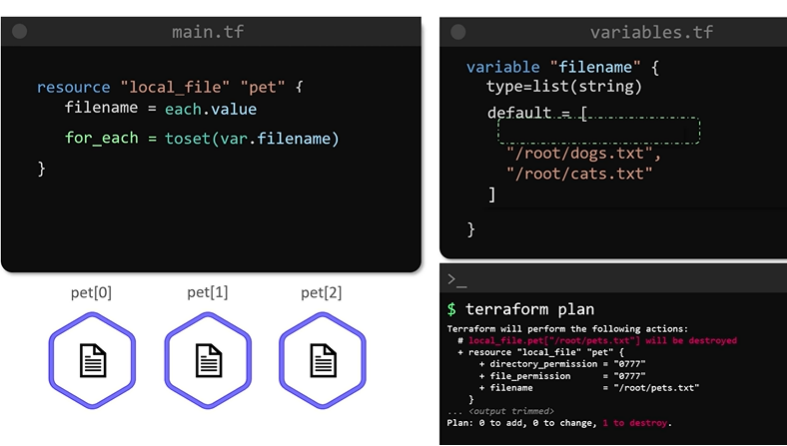 main.tf
resource "local_file" "pet" {
filename = each.value
for_each = toset(var.filename)
}
pet[0]
pet[1]
pet[2]
variables.tf
variable "filename" {
type=list(string)
default = [
"/root/dogs.txt",
"/root/cats.txt"
]
}
>_
$ terraform plan
Terraform will perform the following actions:
# local_file.pet["/root/pets.txt"] will be destroyed
+ resource "local_file" "pet" {
+ directory_permission = "0777"
+ file_permission = "0777"
+ filename = "/root/pets.txt"
}
... <output trimmed>
Plan: 0 to add, 0 to change, 1 to destroy.